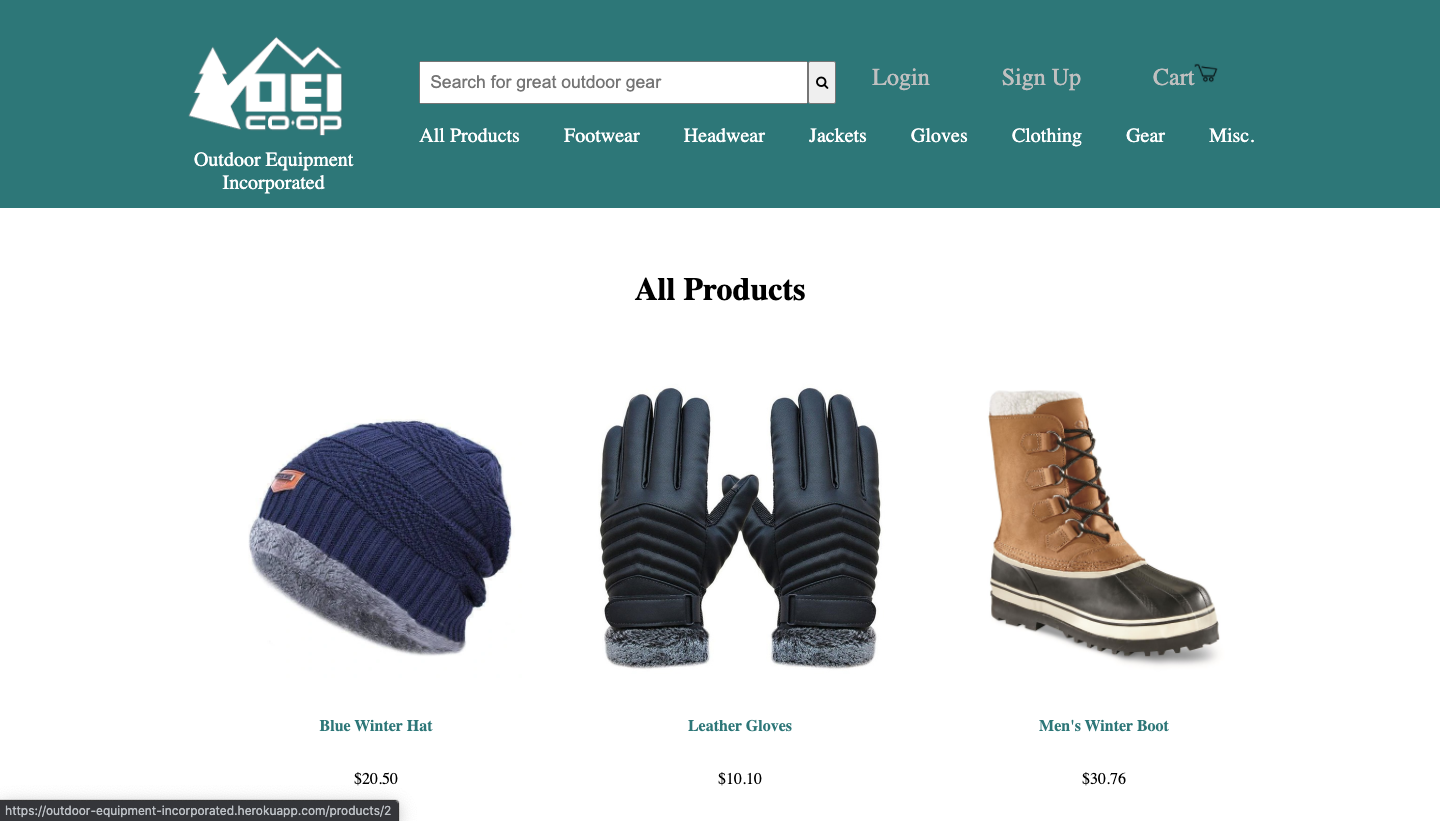 OEI
CO·OP
Outdoor Equipment
Incorporated
Search for great outdoor gear
Login
Sign Up
Cart
All Products
Footwear
Headwear
Jackets
Gloves
Clothing
Gear
Misc.
All Products
Blue Winter Hat
Leather Gloves
Men's Winter Boot
$20.50
$10.10
$30.76
https://outdoor-equipment-incorporated.herokuapp.com/products/2